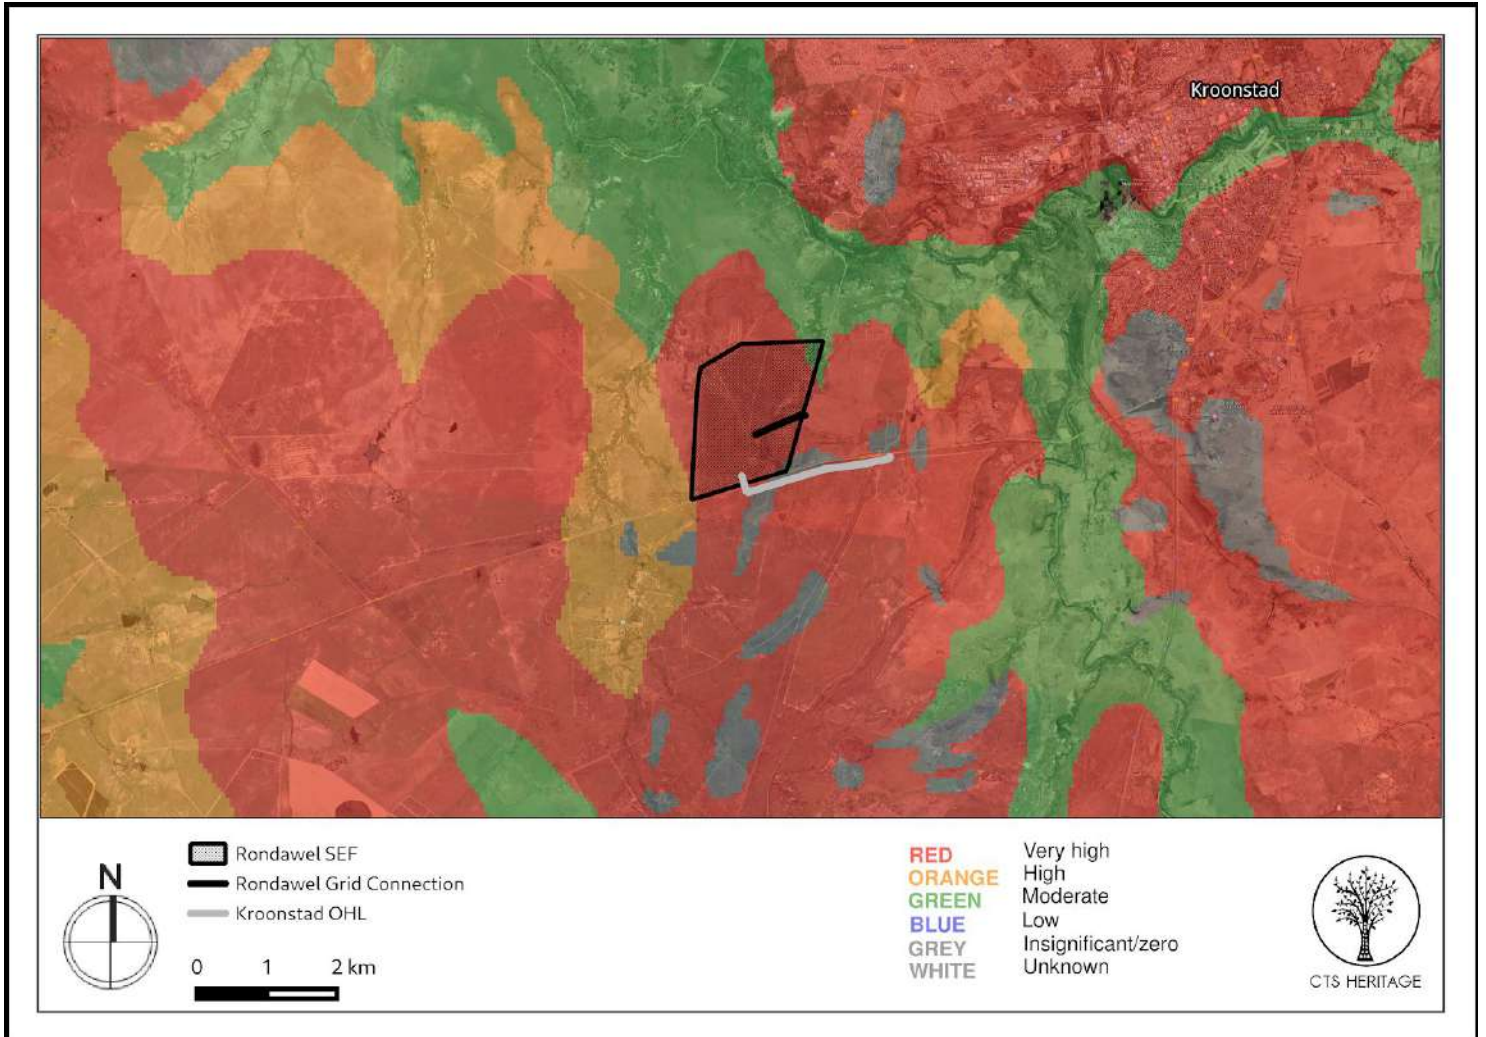 Kroonstad
N
0 1 2 km
Rondawel SEF
Rondawel Grid Connection
Kroonstad OHL
RED Very high
ORANGE High
GREEN Moderate
BLUE Low
GREY Insignificant/zero
WHITE Unknown
CTS HERITAGE